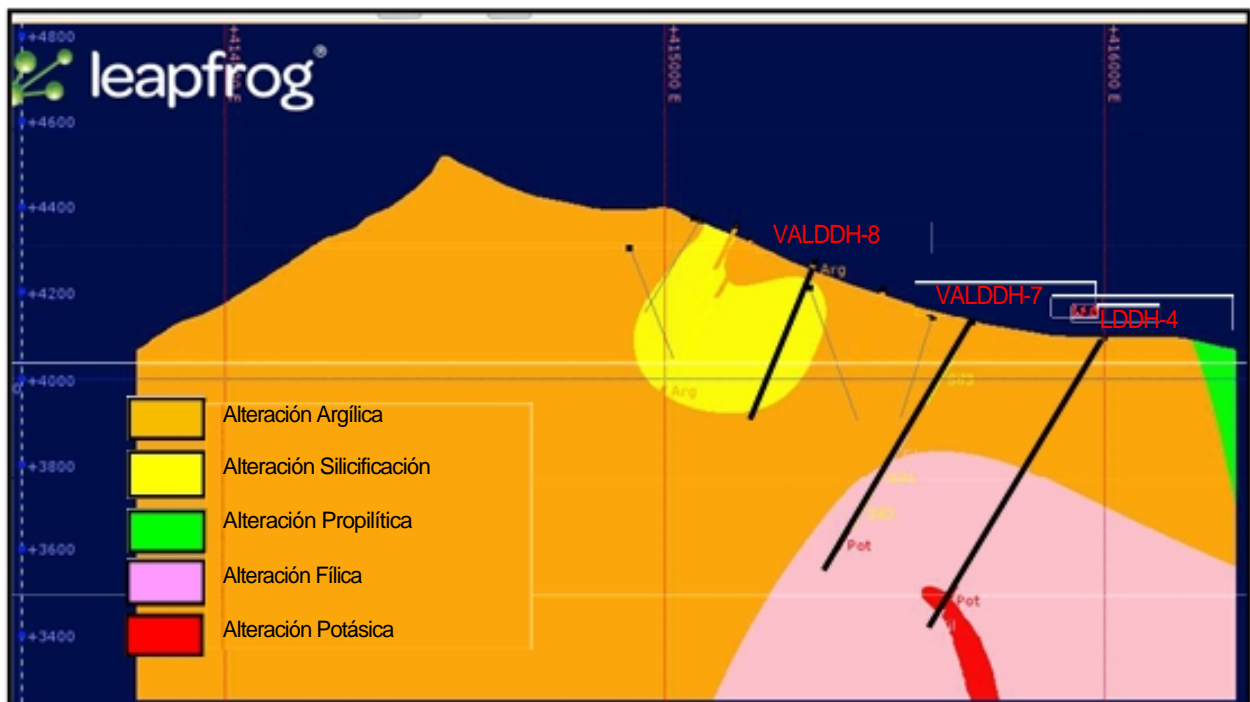 +4800
leapfrog®
+415000 E
+416000 E
+4600
+4400
VALDDH-8
Arg
+4200
VALDDH-7
LDDH-4
+4000
Arg
Alteración Argílica
Alteración Silicificación
+3800
Alteración Propilítica
+3600
Pot
Alteración Fílica
Pot
Alteración Potásica
+3400